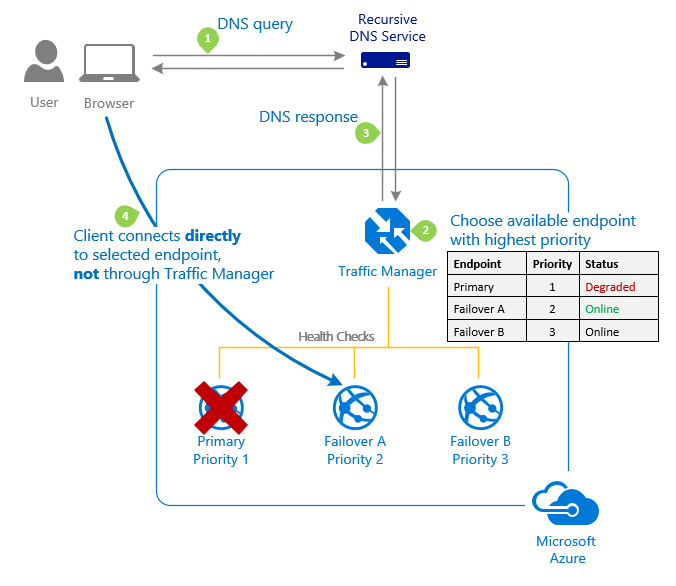 DNS query
1
Recursive
DNS Service
User
Browser
DNS response
3
4
Client connects directly
to selected endpoint,
not through Traffic Manager
2
Traffic Manager
Choose available endpoint
with highest priority
Endpoint Priority Status
Primary 1 Degraded
Failover A 2 Online
Failover B 3 Online
Health Checks
Primary
Priority 1
Failover A
Priority 2
Failover B
Priority 3
Microsoft
Azure